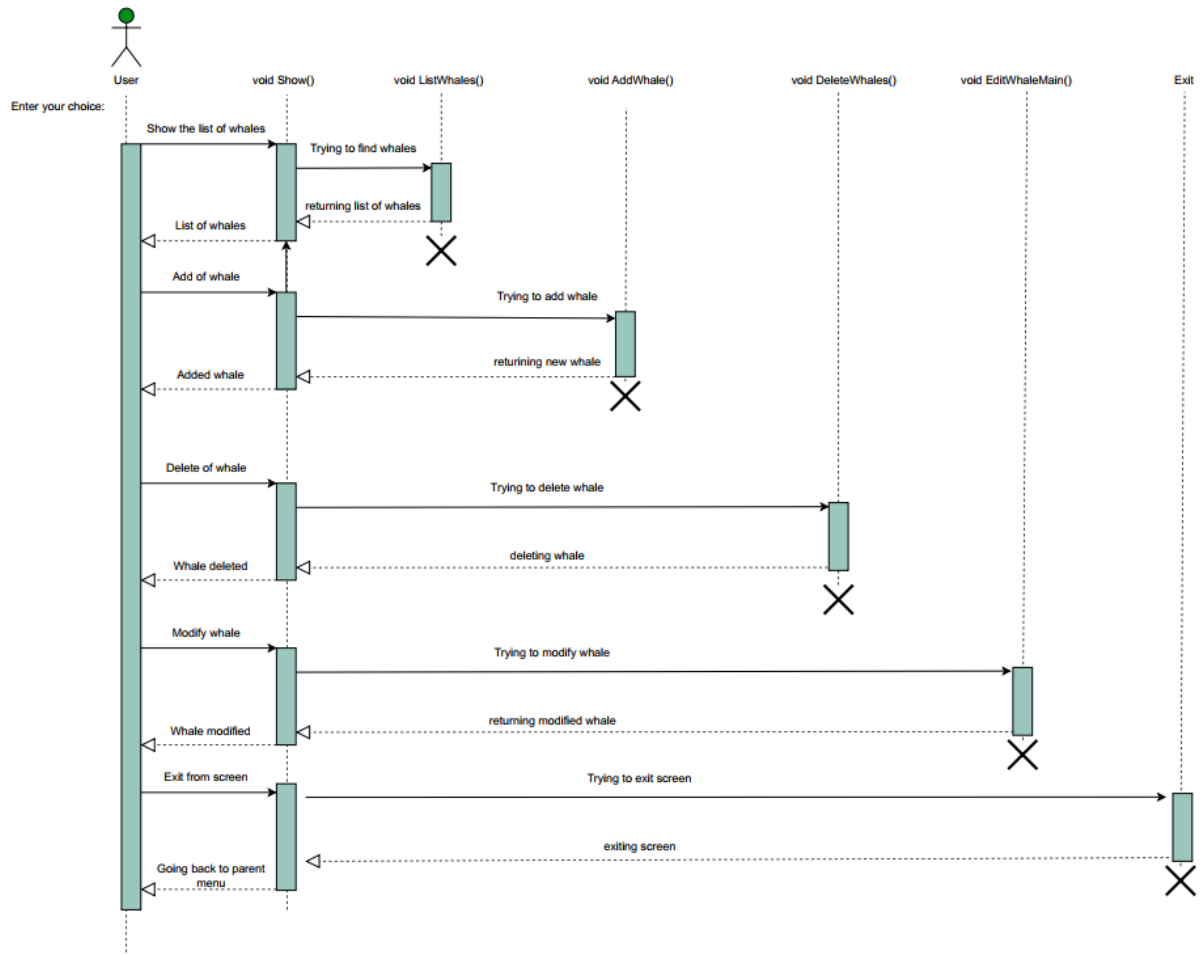 User
void Show()
void ListWhales()
void AddWhale()
void DeleteWhales()
void EditWhaleMain()
Exit
Enter your choice:
Show the list of whales
Trying to find whales
returning list of whales
List of whales
Add of whale
Trying to add whale
returining new whale
Added whale
Delete of whale
Trying to delete whale
deleting whale
Whale deleted
Modify whale
Trying to modify whale
returning modified whale
Whale modified
Exit from screen
Trying to exit screen
exiting screen
Going back to parent
menu